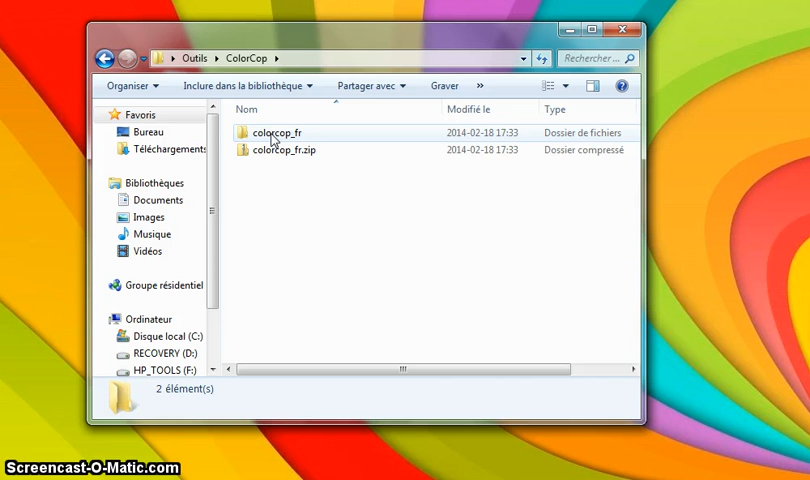 Outils ▸ ColorCop ▸
Rechercher ...
Organiser
Inclure dans la bibliothèque
Partager avec
Graver
»
Nom
Modifié le
Type
Favoris
Bureau
Téléchargements
Bibliothèques
Documents
Images
Musique
Vidéos
Groupe résidentiel
Ordinateur
Disque local (C:)
RECOVERY (D:)
HP_TOOLS (F:)
colorcop_fr 2014-02-18 17:33 Dossier de fichiers
colorcop_fr.zip 2014-02-18 17:33 Dossier compressé
2 élément(s)
Screencast-O-Matic.com